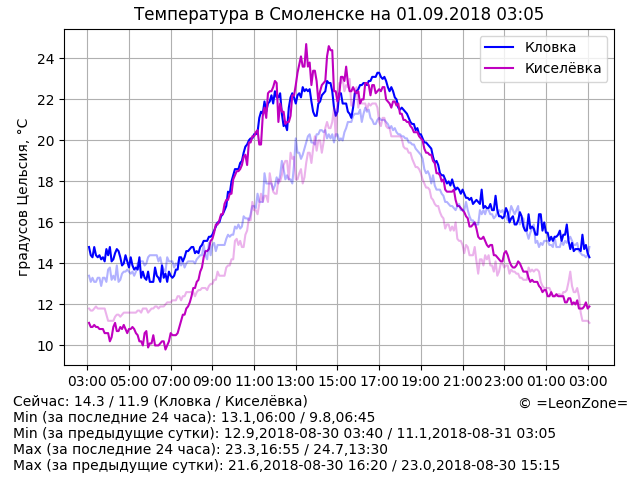 Температура в Смоленске на 01.09.2018 03:05
Кловка
Киселёвка
градусов Цельсия, °C
24
22
20
18
16
14
12
10
03:00 05:00 07:00 09:00 11:00 13:00 15:00 17:00 19:00 21:00 23:00 01:00 03:00
Сейчас: 14.3 / 11.9 (Кловка / Киселёвка)
© =LeonZone=
Min (за последние 24 часа): 13.1,06:00 / 9.8,06:45
Min (за предыдущие сутки): 12.9,2018-08-30 03:40 / 11.1,2018-08-31 03:05
Max (за последние 24 часа): 23.3,16:55 / 24.7,13:30
Max (за предыдущие сутки): 21.6,2018-08-30 16:20 / 23.0,2018-08-30 15:15